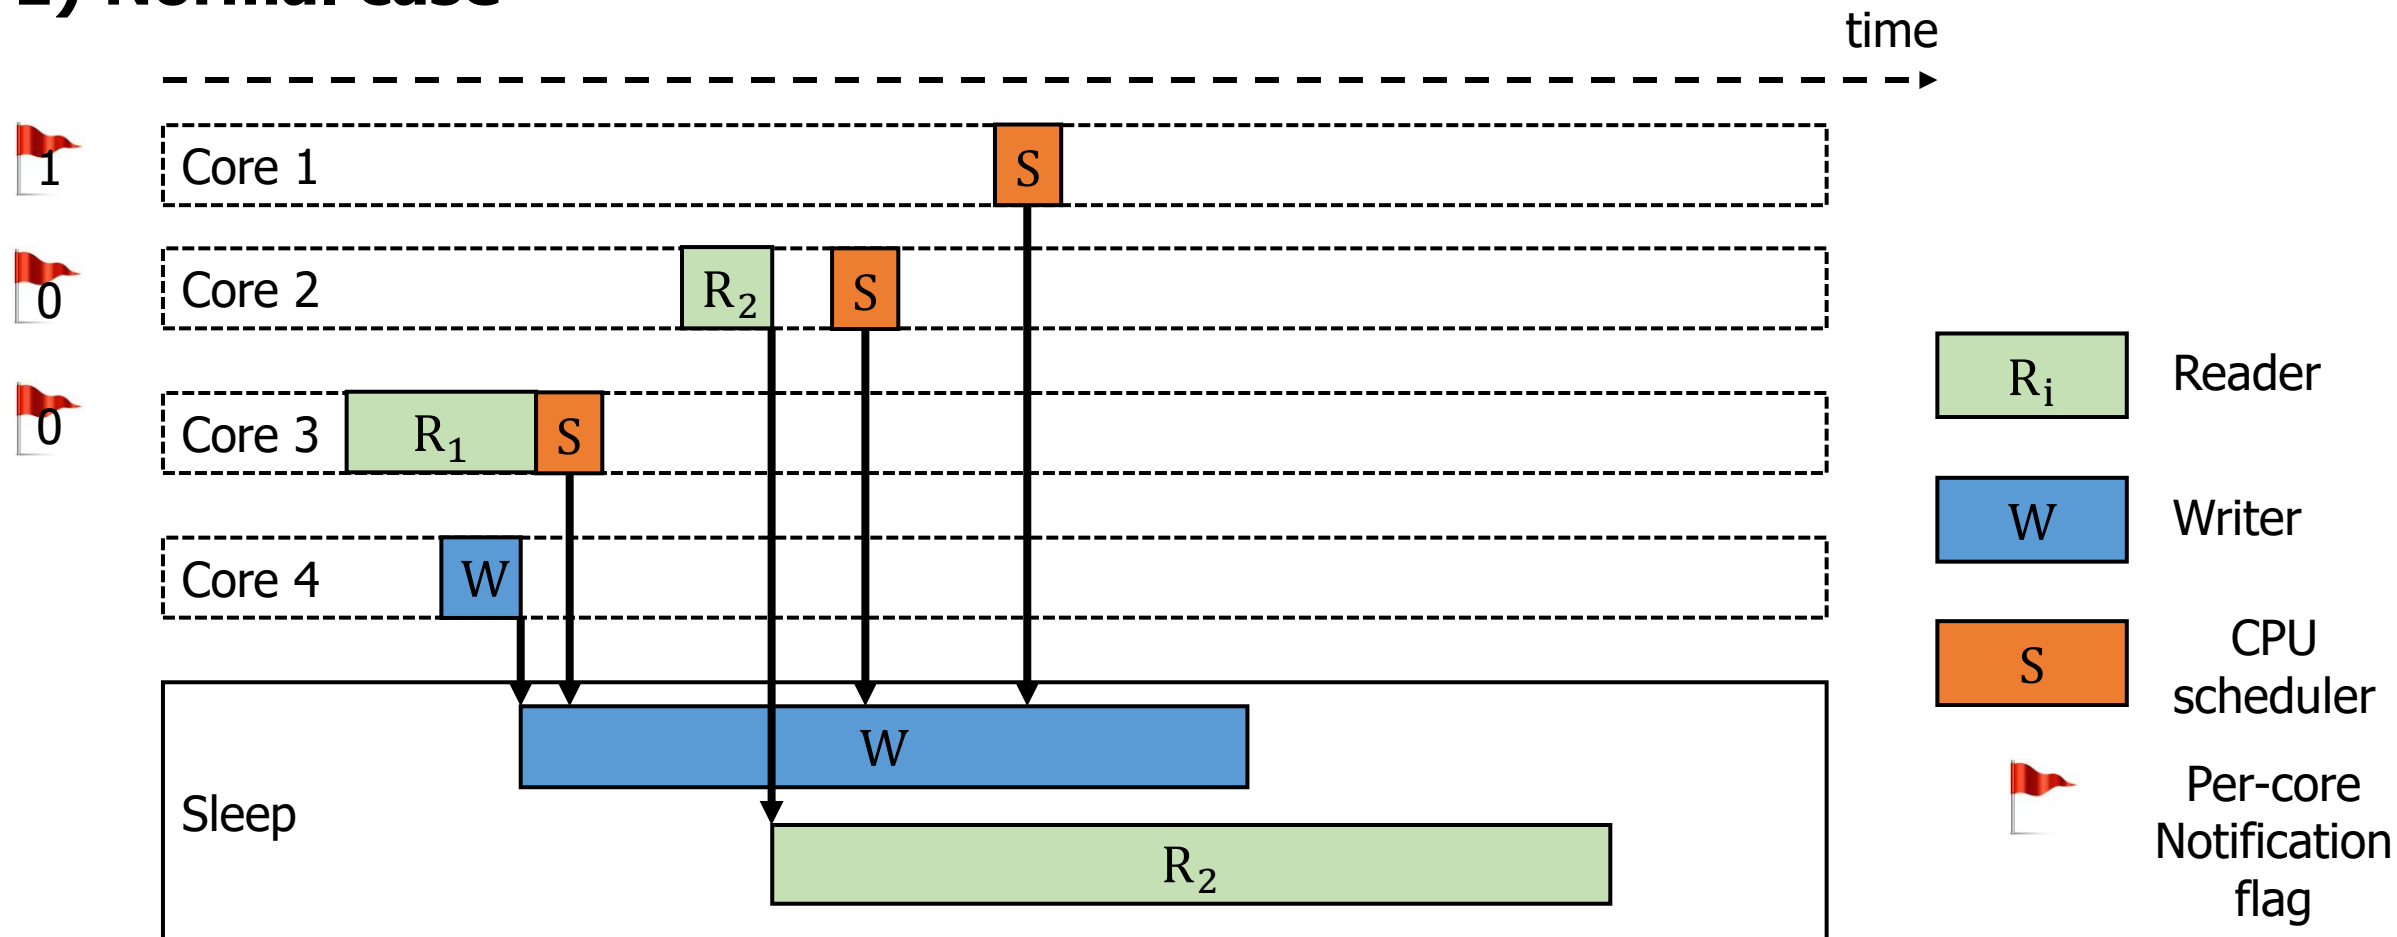 time
1
Core 1
S
0
Core 2
R₂
S
0
Core 3
R₁
S
Core 4
W
W
Sleep
R₂
Rᵢ
Reader
W
Writer
S
CPU
scheduler
Per-core
Notification
flag